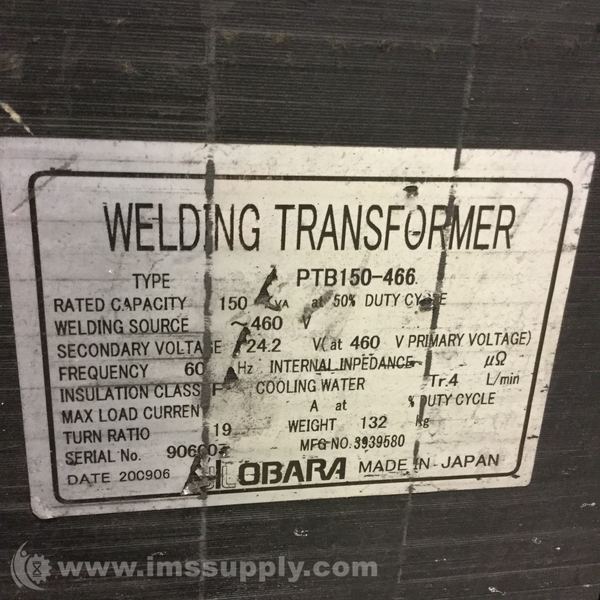 WELDING TRANSFORMER
TYPE PTB150-466
RATED CAPACITY 150 KVA at 50% DUTY CYCLE
WELDING SOURCE ~460 V
SECONDARY VOLTAGE 24.2 V(at 460 V PRIMARY VOLTAGE)
FREQUENCY 60 Hz INTERNAL INPEDANCE μΩ
INSULATION CLASS F COOLING WATER Tr.4 L/min
MAX LOAD CURRENT A at % DUTY CYCLE
TURN RATIO 19 WEIGHT 132 kg
SERIAL No. MFG NO. 3939580
DATE 200906 OBARA MADE IN JAPAN
© www.imssupply.com